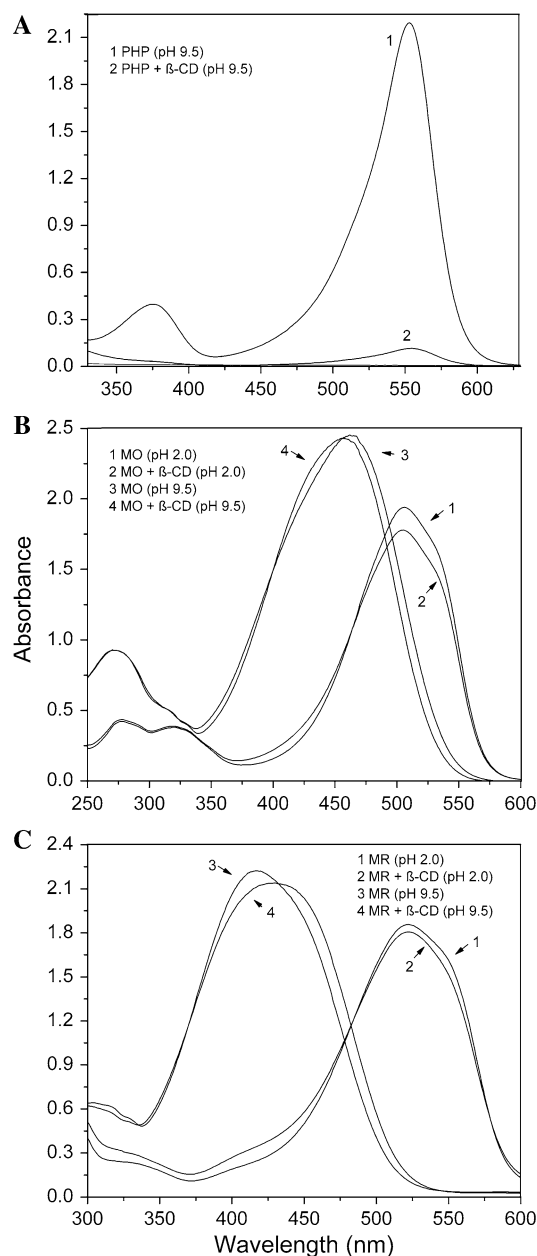 A
2.1
1.8
1.5
1.2
0.9
0.6
0.3
0.0
1 PHP (pH 9.5)
2 PHP + ß-CD (pH 9.5)
1
2
350 400 450 500 550 600
B
2.5
2.0
1.5
1.0
0.5
0.0
1 MO (pH 2.0)
2 MO + ß-CD (pH 2.0)
3 MO (pH 9.5)
4 MO + ß-CD (pH 9.5)
4
3
1
2
250 300 350 400 450 500 550 600
Absorbance
C
2.4
2.1
1.8
1.5
1.2
0.9
0.6
0.3
0.0
1 MR (pH 2.0)
2 MR + ß-CD (pH 2.0)
3 MR (pH 9.5)
4 MR + ß-CD (pH 9.5)
3
4
1
2
300 350 400 450 500 550 600
Wavelength (nm)